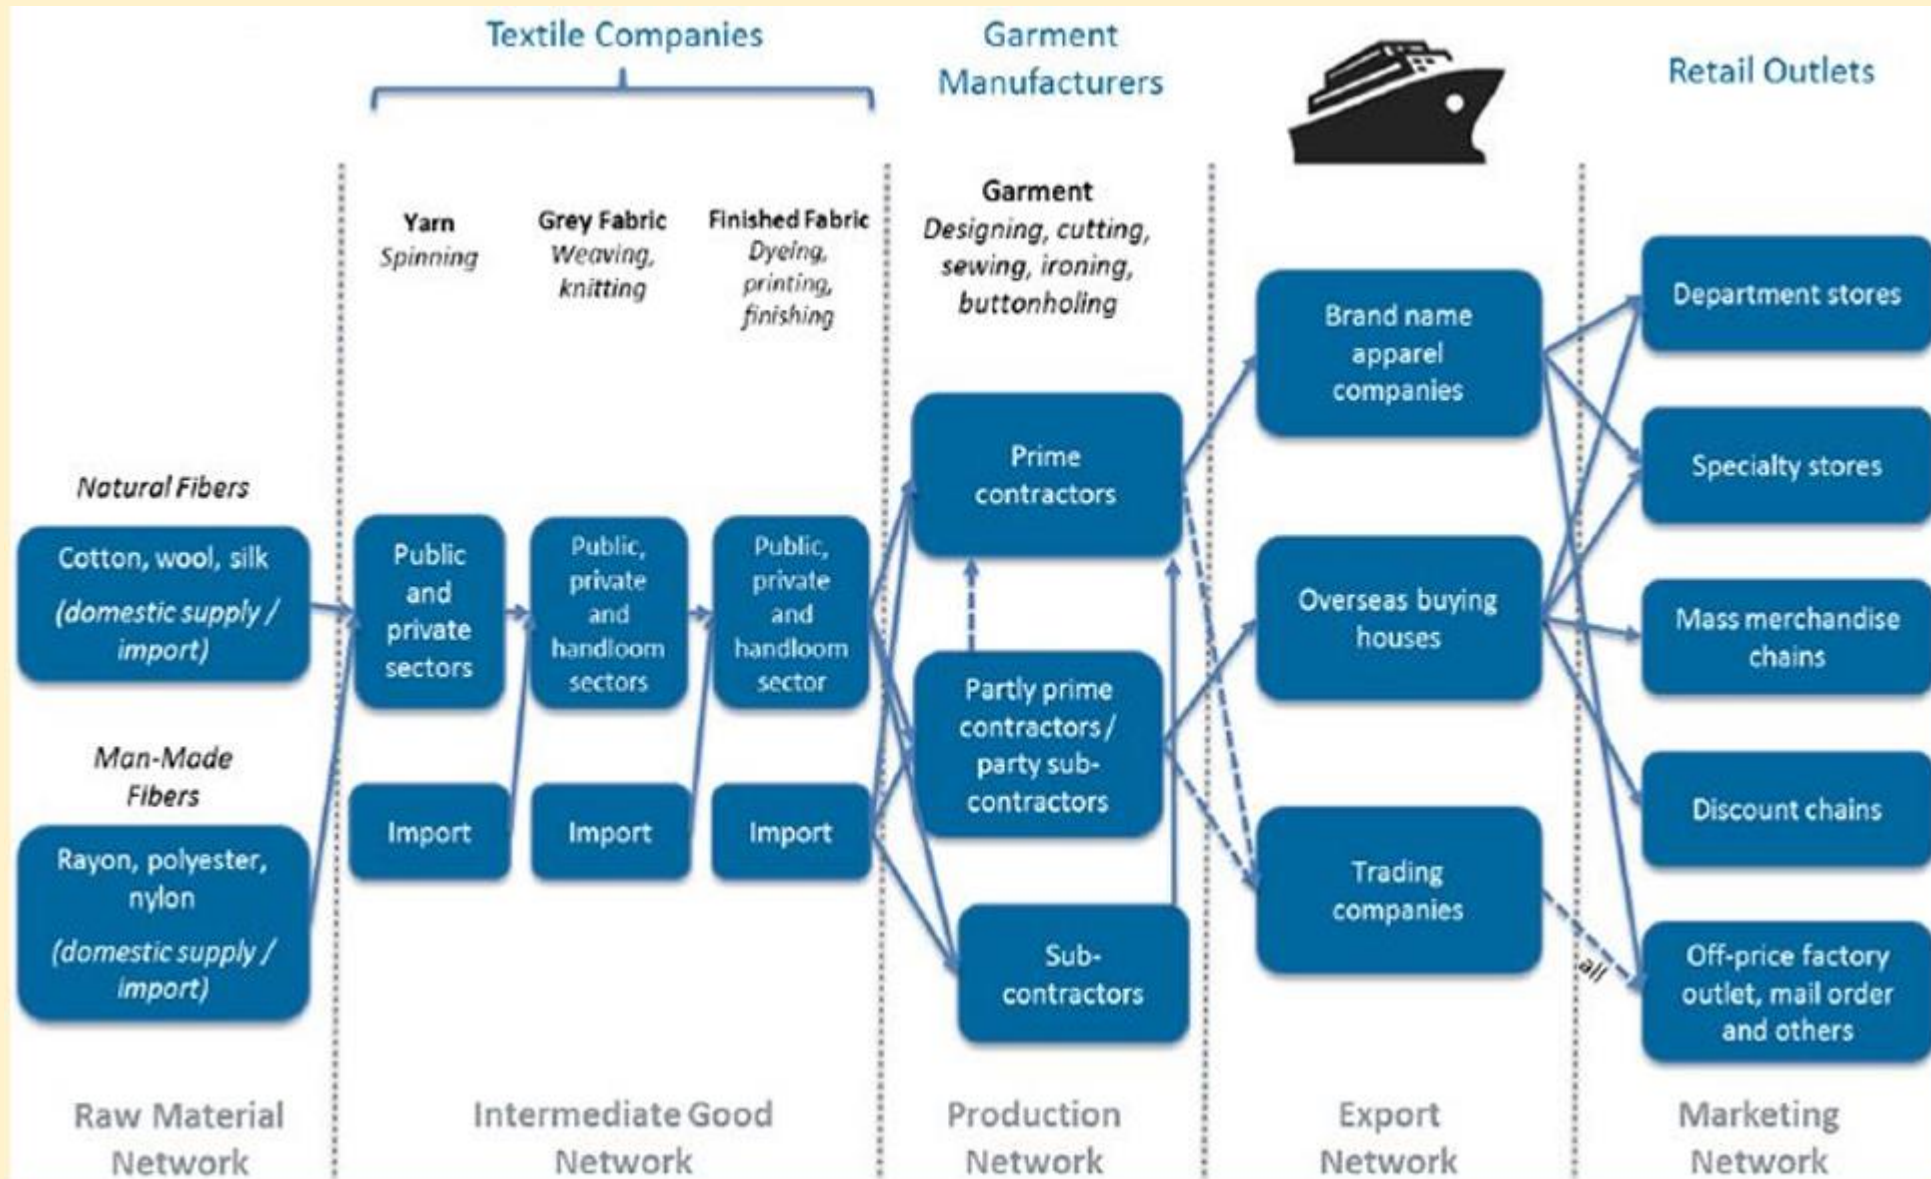 Textile Companies
Garment
Manufacturers
Retail Outlets
Yarn
Spinning
Grey Fabric
Weaving,
knitting
Finished Fabric
Dyeing,
printing,
finishing
Garment
Designing, cutting,
sewing, ironing,
buttonholing
Natural Fibers
Cotton, wool, silk
(domestic supply /
import)
Man-Made
Fibers
Rayon, polyester,
nylon
(domestic supply /
import)
Public
and
private
sectors
Import
Public,
private
and
handloom
sectors
Import
Public,
private
and
handloom
sector
Import
Prime
contractors
Partly prime
contractors /
party sub-
contractors
Sub-
contractors
Brand name
apparel
companies
Overseas buying
houses
Trading
companies
all
Department stores
Specialty stores
Mass merchandise
chains
Discount chains
Off-price factory
outlet, mail order
and others
Raw Material
Network
Intermediate Good
Network
Production
Network
Export
Network
Marketing
Network